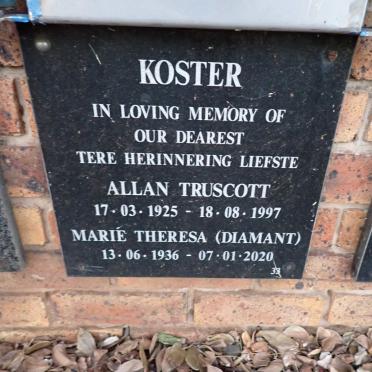 KOSTER
IN LOVING MEMORY OF
OUR DEAREST
TERE HERINNERING LIEFSTE
ALLAN TRUSCOTT
17·03·1925 - 18·08·1997
MARIÉ THERESA (DIAMANT)
13·06·1936 - 07·01·2020
33